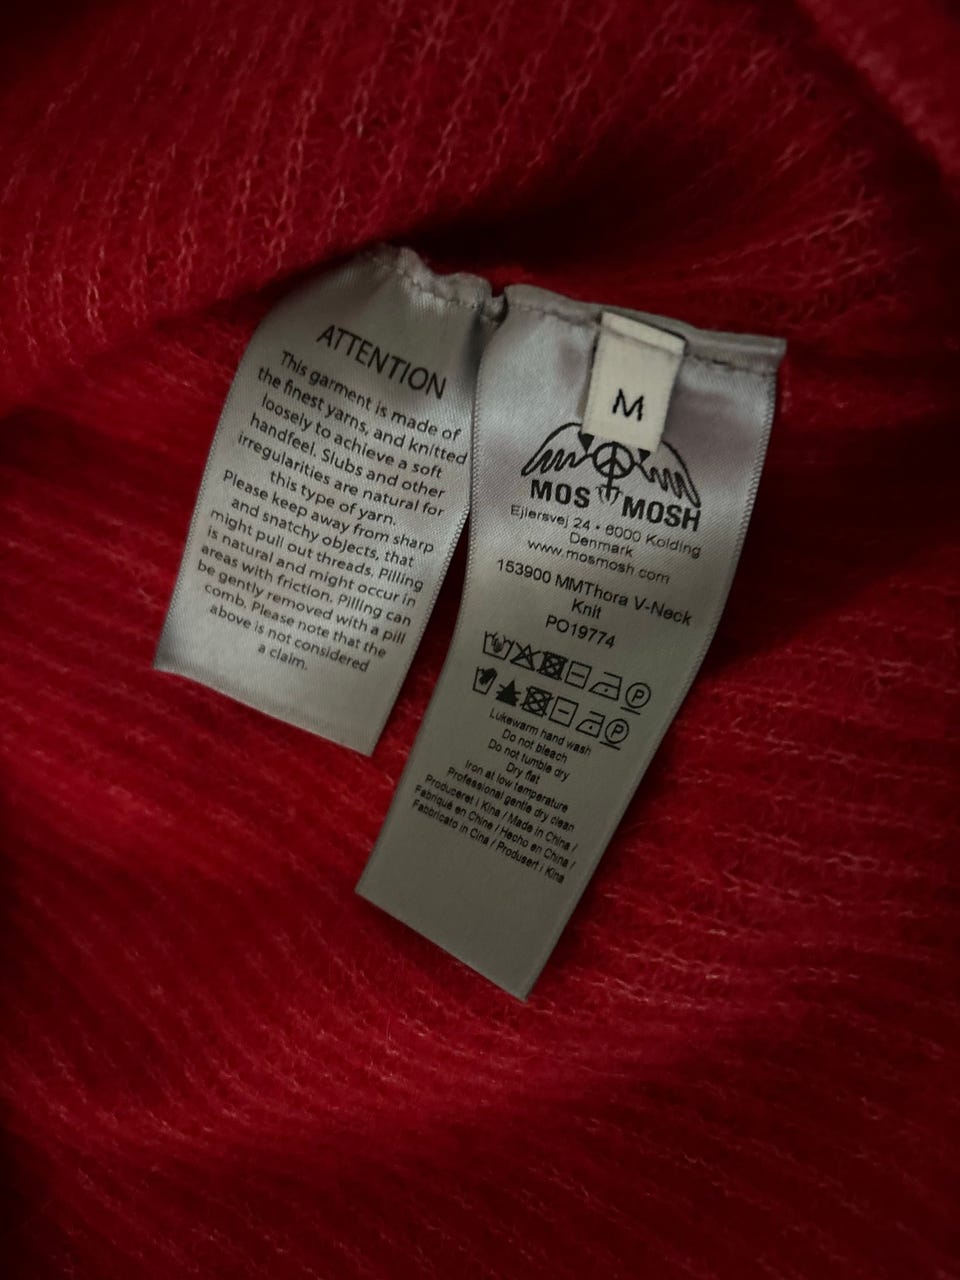 ATTENTION
This garment is made of
the finest yarns, and knitted
loosely to achieve a soft
handfeel. Slubs and other
irregularities are natural for
this type of yarn.
Please keep away from sharp
and snatchy objects, that
might pull out threads. Pilling
is natural and might occur in
areas with friction. Pilling can
be gently removed with a pill
comb. Please note that the
above is not considered
a claim.
M
MOS MOSH
Ejlersvej 24 • 6000 Kolding
Denmark
www.mosmosh.com
153900 MMThora V-Neck
Knit
PO19774
P
P
Lukewarm hand wash
Do not bleach
Do not tumble dry
Dry flat
Iron at low temperature
Professional gentle dry clean
Produceret i Kina / Made in China /
Fabriqué en Chine / Hecho en China /
Fabbricato in Cina / Produsert i Kina